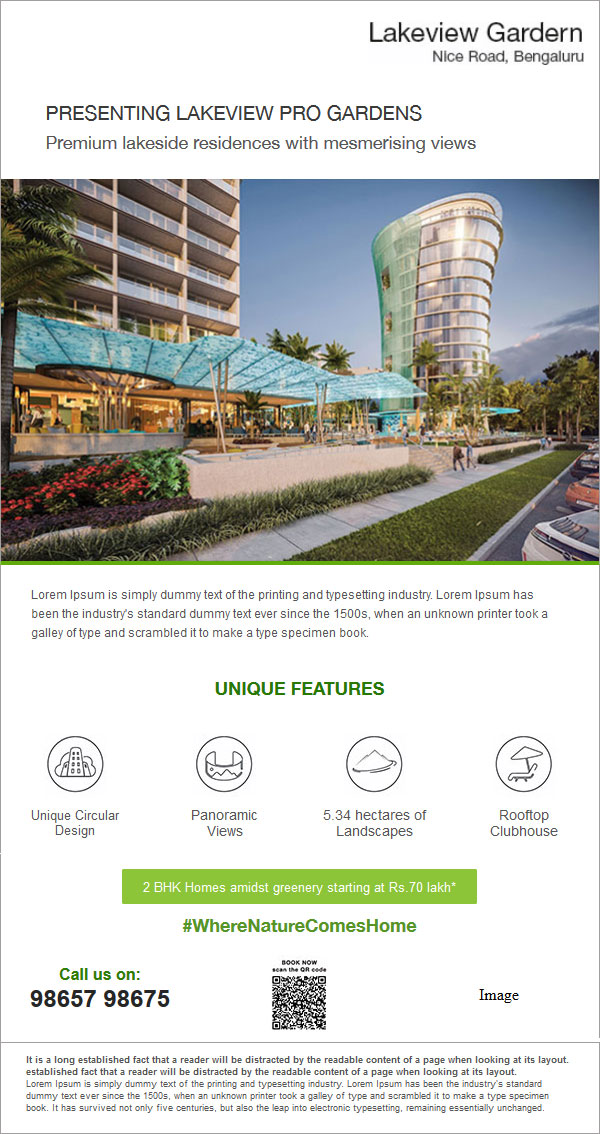 Lakeview Gardern
Nice Road, Bengaluru
PRESENTING LAKEVIEW PRO GARDENS
Premium lakeside residences with mesmerising views
Lorem Ipsum is simply dummy text of the printing and typesetting industry. Lorem Ipsum has
been the industry's standard dummy text ever since the 1500s, when an unknown printer took a
galley of type and scrambled it to make a type specimen book.
UNIQUE FEATURES
Unique Circular
Design
Panoramic
Views
5.34 hectares of
Landscapes
Rooftop
Clubhouse
2 BHK Homes amidst greenery starting at Rs.70 lakh*
#WhereNatureComesHome
Call us on:
98657 98675
BOOK NOW
scan the QR code
Image
It is a long established fact that a reader will be distracted by the readable content of a page when looking at its layout.
established fact that a reader will be distracted by the readable content of a page when looking at its layout.
Lorem Ipsum is simply dummy text of the printing and typesetting industry. Lorem Ipsum has been the industry's standard
dummy text ever since the 1500s, when an unknown printer took a galley of type and scrambled it to make a type specimen
book. It has survived not only five centuries, but also the leap into electronic typesetting, remaining essentially unchanged.